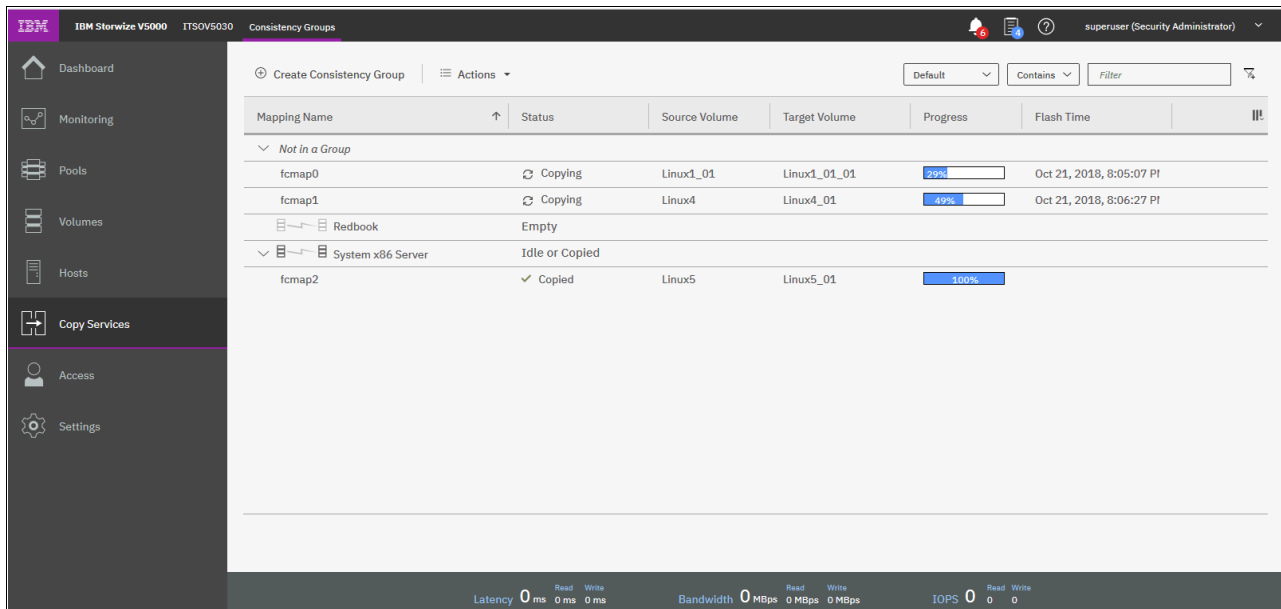 IBM IBM Storwize V5000 ITSOV5030 Consistency Groups 6 4 ? superuser (Security Administrator)
Dashboard
Monitoring
Pools
Volumes
Hosts
Copy Services
Access
Settings
Create Consistency Group Actions Default Contains Filter
Mapping Name Status Source Volume Target Volume Progress Flash Time
Not in a Group
fcmap0 Copying Linux1_01 Linux1_01_01 29% Oct 21, 2018, 8:05:07 PM
fcmap1 Copying Linux4 Linux4_01 49% Oct 21, 2018, 8:06:27 PM
Redbook Empty
System x86 Server Idle or Copied
fcmap2 Copied Linux5 Linux5_01 100%
Read Write Read Write Read Write
Latency 0 ms 0 ms 0 ms Bandwidth 0 MBps 0 MBps 0 MBps IOPS 0 0 0